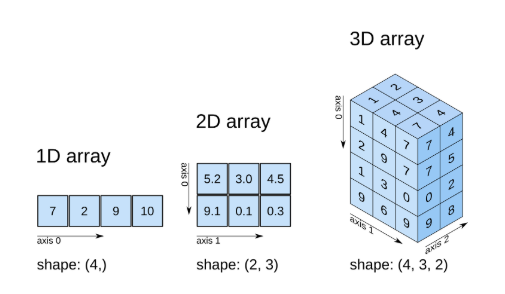 1D array
7 2 9 10
axis 0
shape: (4,)
2D array
axis 0
5.2 3.0 4.5
9.1 0.1 0.3
axis 1
shape: (2, 3)
3D array
axis 0
1 2
4 3
7 4
1 4 7
2 9 7
1 3 0
9 6 9
7 4
7 5
0 2
9 8
axis 1
axis 2
shape: (4, 3, 2)